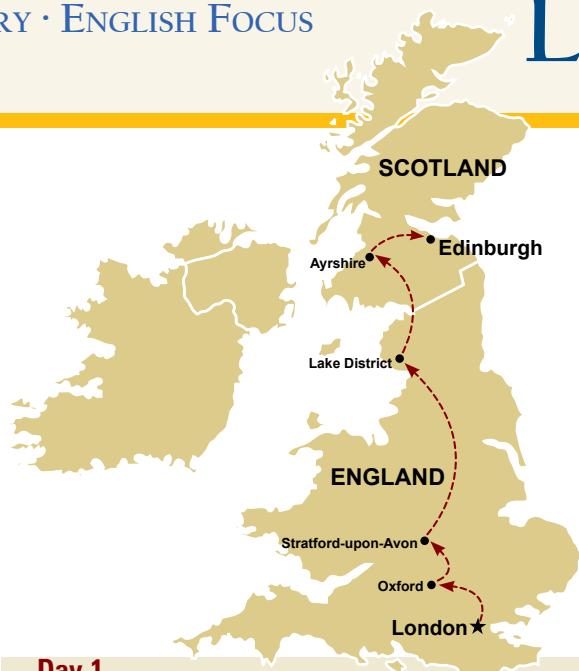 RY · ENGLISH FOCUS
SCOTLAND
Edinburgh
Ayrshire
Lake District
ENGLAND
Stratford-upon-Avon
Oxford
London
Day 1